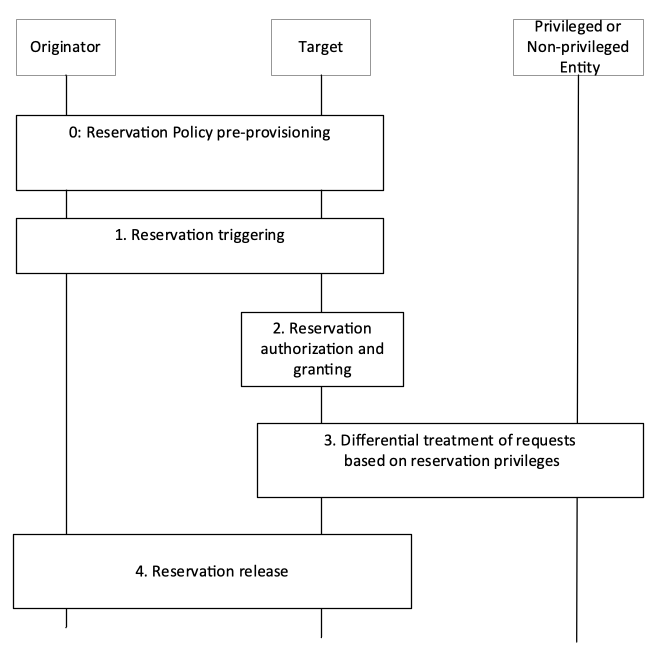 Originator
Target
Privileged or
Non-privileged
Entity
0: Reservation Policy pre-provisioning
1. Reservation triggering
2. Reservation
authorization and
granting
3. Differential treatment of requests
based on reservation privileges
4. Reservation release